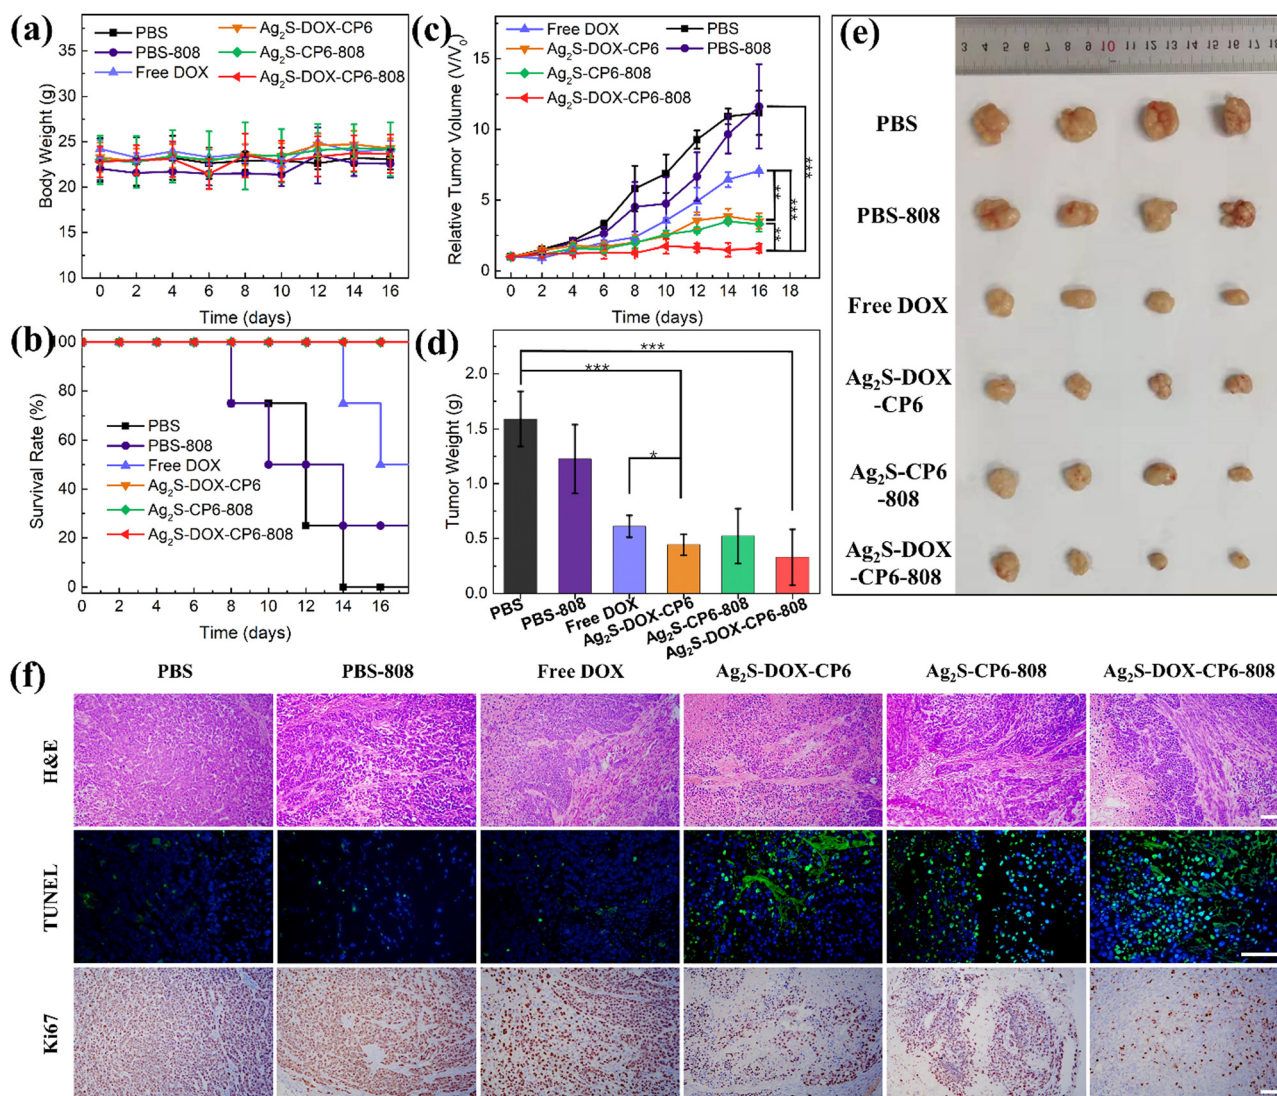 (a)
PBS
PBS-808
Free DOX
Ag₂S-DOX-CP6
Ag₂S-CP6-808
Ag₂S-DOX-CP6-808
Body Weight (g)
35
30
25
20
15
10
0 2 4 6 8 10 12 14 16
Time (days)
(b)
Survival Rate (%)
100
75
50
25
0
PBS
PBS-808
Free DOX
Ag₂S-DOX-CP6
Ag₂S-CP6-808
Ag₂S-DOX-CP6-808
0 2 4 6 8 10 12 14 16
Time (days)
(c)
Free DOX
PBS
Ag₂S-DOX-CP6
PBS-808
Ag₂S-CP6-808
Ag₂S-DOX-CP6-808
Relative Tumor Volume (V/V₀)
15
10
5
0
***
**
***
**
0 2 4 6 8 10 12 14 16 18
Time (days)
(d)
Tumor Weight (g)
2.0
1.5
1.0
0.5
0.0
***
***
*
PBS
PBS-808
Free DOX
Ag₂S-DOX-CP6
Ag₂S-CP6-808
Ag₂S-DOX-CP6-808
(e)
3 4 5 6 7 8 9 10 11 12 13 14 15 16 17 18
PBS
PBS-808
Free DOX
Ag₂S-DOX
-CP6
Ag₂S-CP6
-808
Ag₂S-DOX
-CP6-808
(f)
PBS
PBS-808
Free DOX
Ag₂S-DOX-CP6
Ag₂S-CP6-808
Ag₂S-DOX-CP6-808
H&E
TUNEL
Ki67